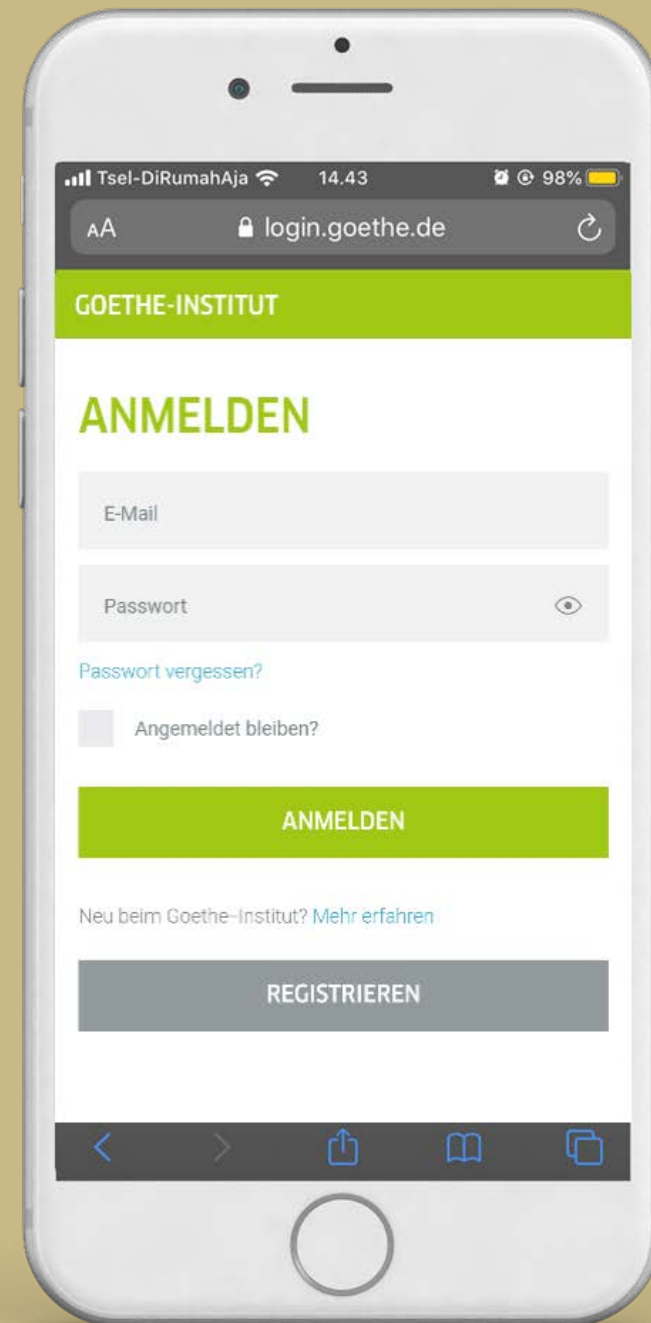 Tsel-DiRumahAja 14.43 98%
AA login.goethe.de
GOETHE-INSTITUT
ANMELDEN
E-Mail
Passwort
Passwort vergessen?
Angemeldet bleiben?
ANMELDEN
Neu beim Goethe-Institut? Mehr erfahren
REGISTRIEREN